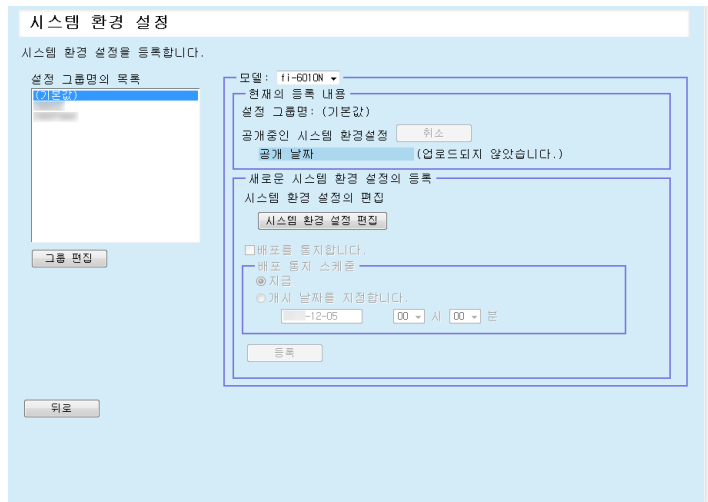 시스템 환경 설정
시스템 환경 설정을 등록합니다.
설정 그룹명의 목록
(기본값)
그룹 편집
모델: fi-6010N
현재의 등록 내용
설정 그룹명: (기본값)
공개중인 시스템 환경설정 취소
공개 날짜 (업로드되지 않았습니다.)
새로운 시스템 환경 설정의 등록
시스템 환경 설정의 편집
시스템 환경 설정 편집
배포를 통지합니다.
배포 통지 스케줄
지금
개시 날짜를 지정합니다.
-12-05 00 시 00 분
등록
뒤로